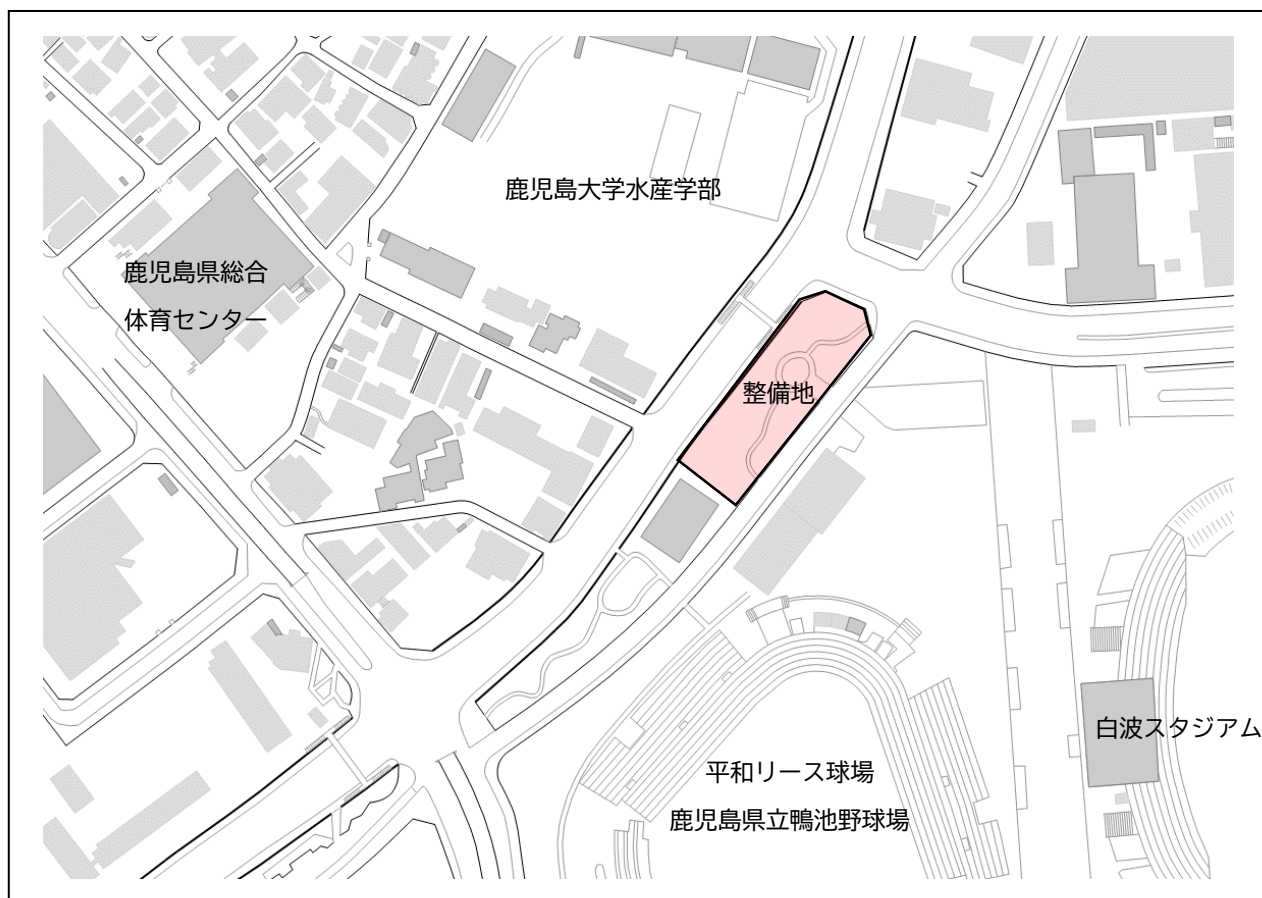 鹿児島大学水産学部
鹿児島県総合
体育センター
整備地
白波スタジアム
平和リース球場
鹿児島県立鴨池野球場